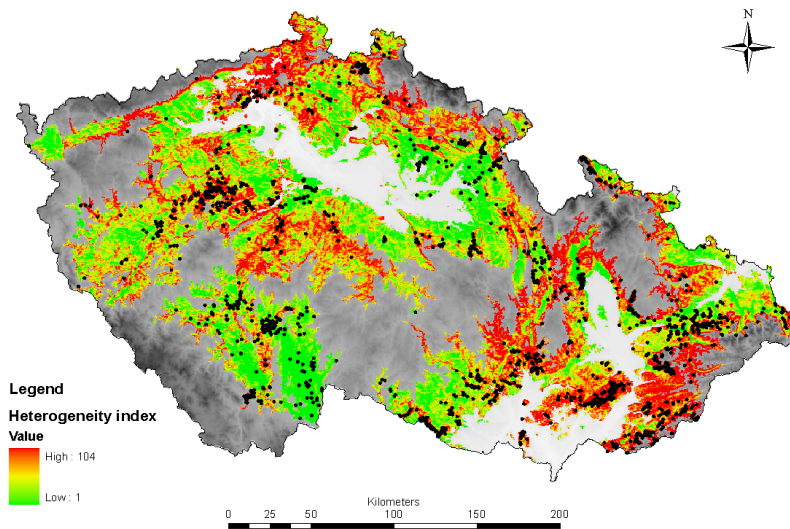 N
Legend
Heterogeneity index
Value
High : 104
Low : 1
Kilometers
0 25 50 100 150 200